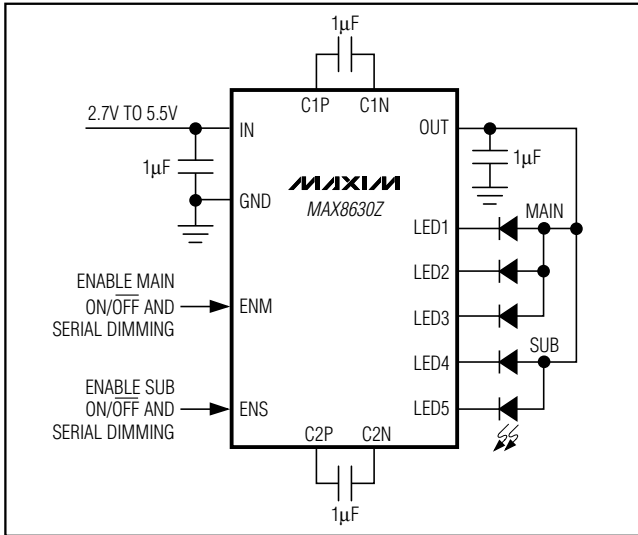 1µF
C1P C1N
2.7V TO 5.5V
IN
OUT
1µF
1µF
GND
MAXIM
MAX8630Z
MAIN
LED1
LED2
ENABLE MAIN
ON/OFF AND
SERIAL DIMMING
ENM
LED3
SUB
LED4
ENABLE SUB
ON/OFF AND
SERIAL DIMMING
ENS
LED5
C2P C2N
1µF